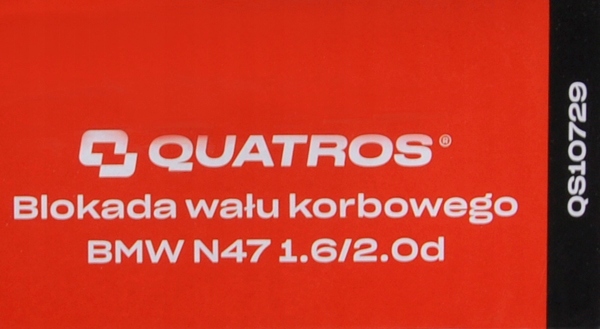 QUATROS®
Blokada wału korbowego
BMW N47 1.6/2.0d
QS10729